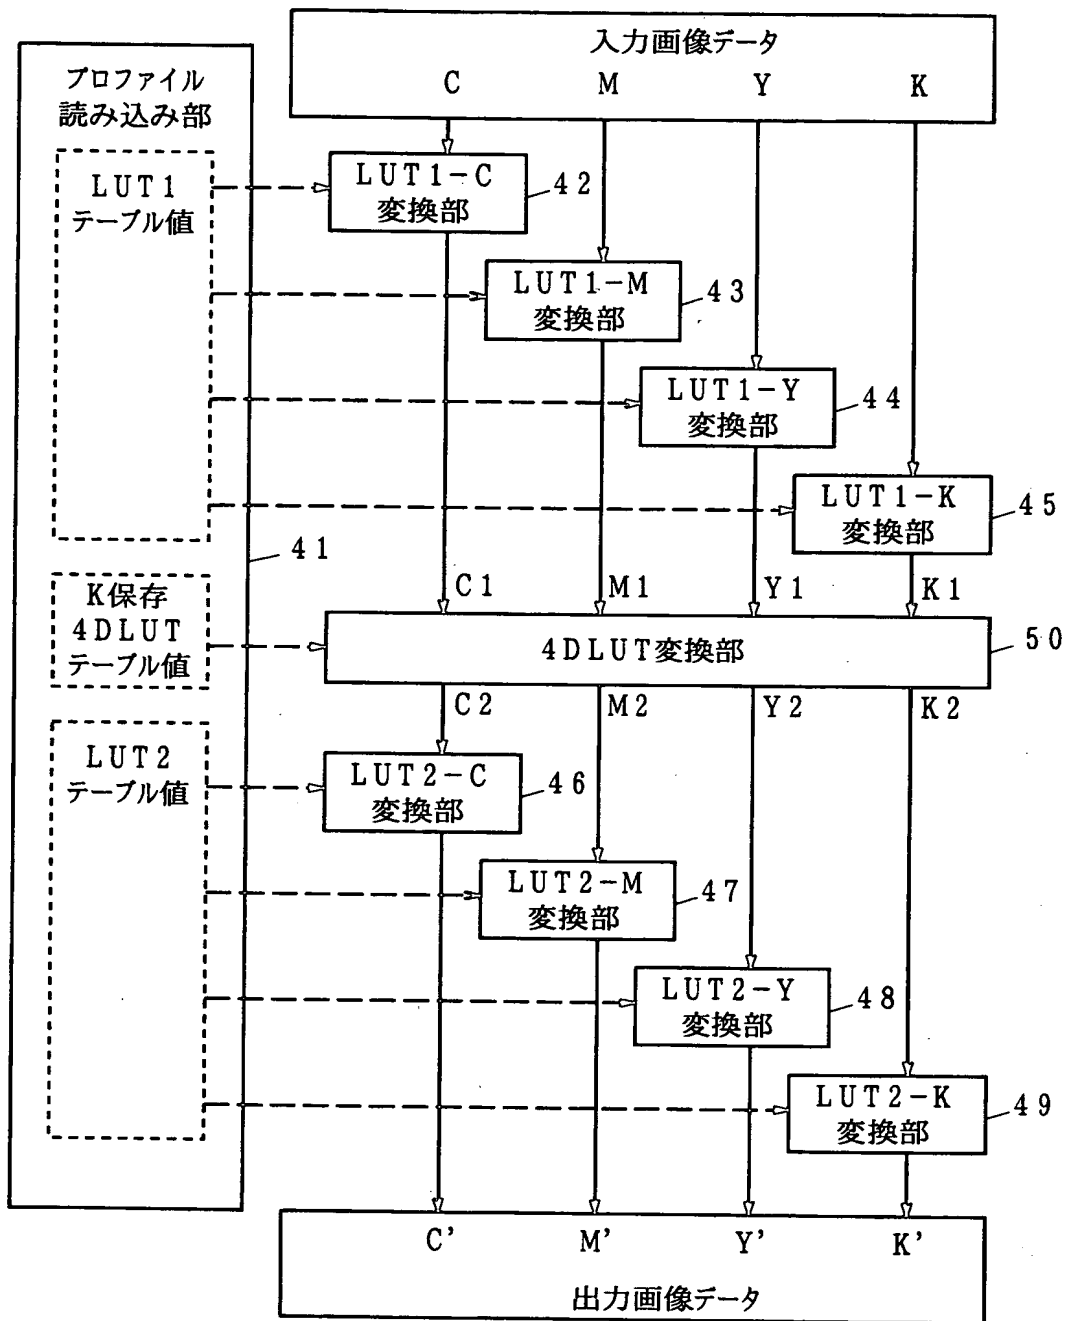 入力画像データ
C M Y K
プロファイル
読み込み部
LUT1
テーブル値
LUT1-C
変換部
42
LUT1-M
変換部
43
LUT1-Y
変換部
44
LUT1-K
変換部
45
41
C1 M1 Y1 K1
K保存
4DLUT
テーブル値
4DLUT変換部
50
C2 M2 Y2 K2
LUT2
テーブル値
LUT2-C
変換部
46
LUT2-M
変換部
47
LUT2-Y
変換部
48
LUT2-K
変換部
49
C' M' Y' K'
出力画像データ